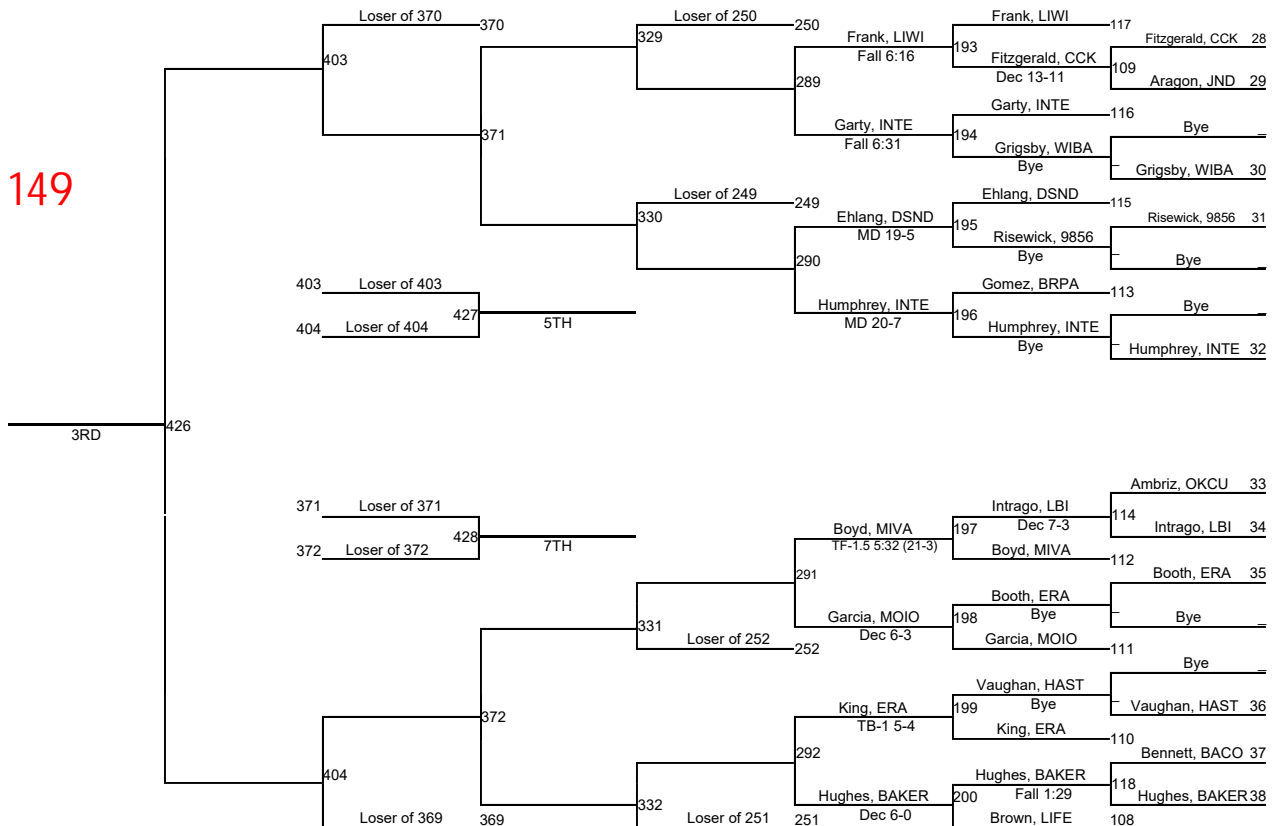 Loser of 370
370
Loser of 250
250
Frank, LIWI
117
329
Frank, LIWI
193
Fitzgerald, CCK 28
403
Fall 6:16
Fitzgerald, CCK
109
Dec 13-11
Aragon, JND 29
289
Garty, INTE
116
371
Garty, INTE
194
Bye
Fall 6:31
Grigsby, WIBA
Bye
Grigsby, WIBA 30
149
Loser of 249
249
Ehlang, DSND
115
330
Ehlang, DSND
195
Risewick, 9856 31
MD 19-5
Risewick, 9856
Bye
Bye
290
403
Loser of 403
Gomez, BRPA
113
427
5TH
Humphrey, INTE
196
Bye
404
Loser of 404
MD 20-7
Humphrey, INTE
Bye
Humphrey, INTE 32
3RD
426
Ambriz, OKCU 33
371
Loser of 371
Intrago, LBI
114
428
7TH
Boyd, MIVA
197
Dec 7-3
Intrago, LBI 34
372
Loser of 372
TF-1.5 5:32 (21-3)
Boyd, MIVA
112
291
Booth, ERA 35
Booth, ERA
331
Garcia, MOIO
198
Bye
Bye
Dec 6-3
Garcia, MOIO
111
Loser of 252
252
Bye
Vaughan, HAST
372
King, ERA
199
Bye
Vaughan, HAST 36
TB-1 5-4
King, ERA
110
292
Bennett, BACO 37
404
Hughes, BAKER
118
332
Hughes, BAKER
200
Fall 1:29
Hughes, BAKER 38
Loser of 369
369
Loser of 251
251
Dec 6-0
Brown, LIFE
108